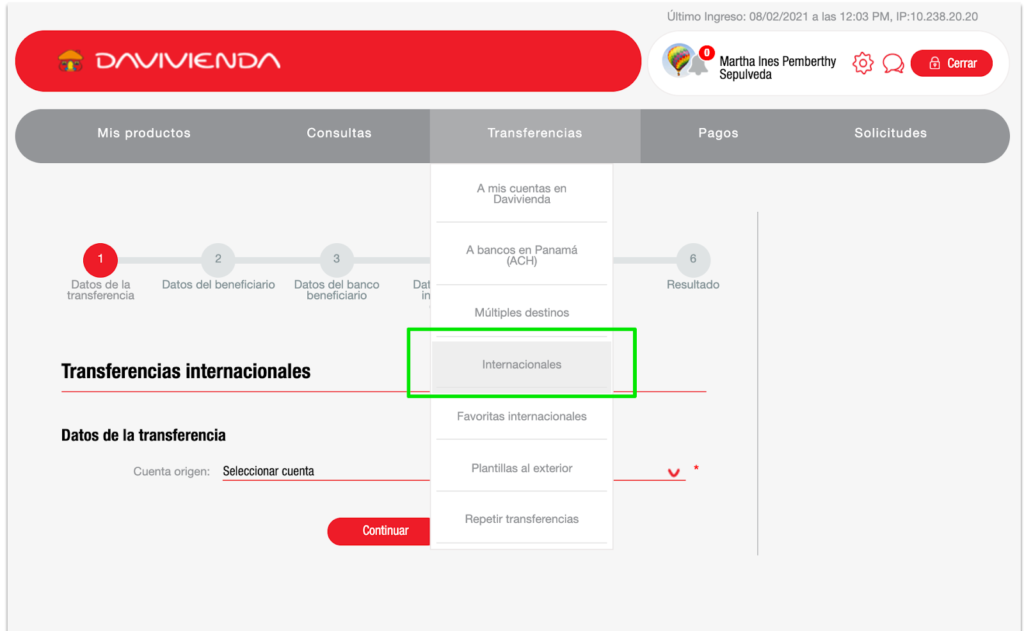 Último Ingreso: 08/02/2021 a las 12:03 PM, IP:10.238.20.20
DAVIVIENDA
0
Martha Ines Pemberthy
Sepulveda
Cerrar
Mis productos
Consultas
Transferencias
Pagos
Solicitudes
A mis cuentas en
Davivienda
A bancos en Panamá
(ACH)
Múltiples destinos
Internacionales
Favoritas internacionales
Plantillas al exterior
Repetir transferencias
1
Datos de la
transferencia
2
Datos del beneficiario
3
Datos del banco
beneficiario
Dat
in
6
Resultado
Transferencias internacionales
Datos de la transferencia
Cuenta origen: Seleccionar cuenta *
Continuar